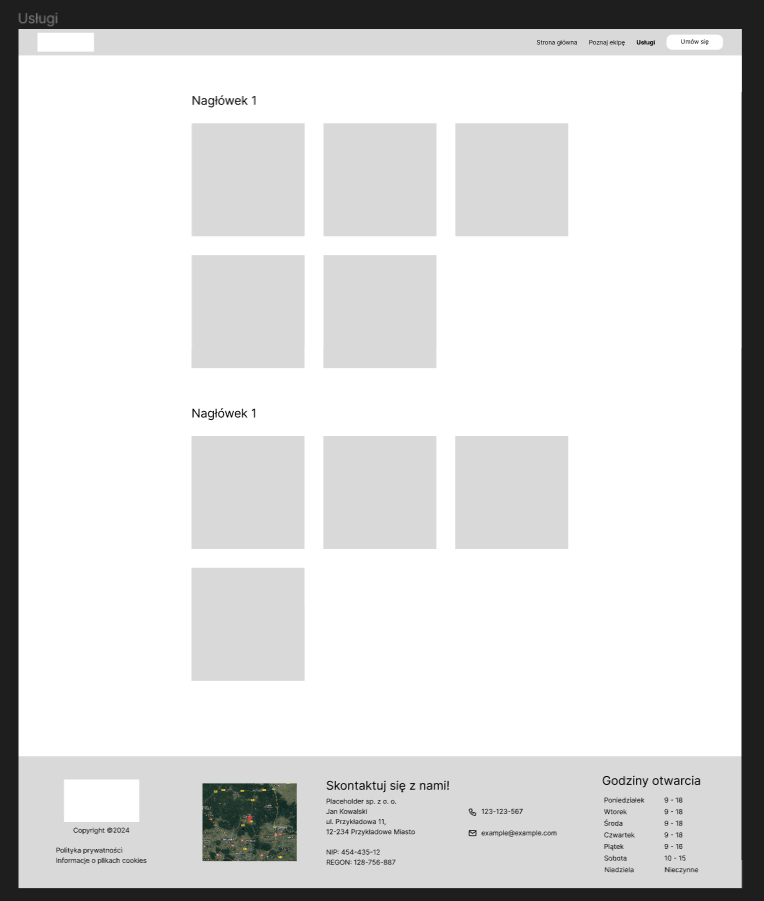 Usługi
Strona główna Poznaj ekipę Usługi Umów się
Nagłówek 1
Nagłówek 1
Copyright ©2024
Polityka prywatności
Informacje o plikach cookies
Skontaktuj się z nami!
Placeholder sp. z o. o.
Jan Kowalski
ul. Przykładowa 11,
12-234 Przykładowe Miasto
NIP: 454-435-12
REGON: 128-756-887
123-123-567
example@example.com
Godziny otwarcia
Poniedziałek 9 - 18
Wtorek 9 - 18
Środa 9 - 18
Czwartek 9 - 18
Piątek 9 - 16
Sobota 10 - 15
Niedziela Nieczynne